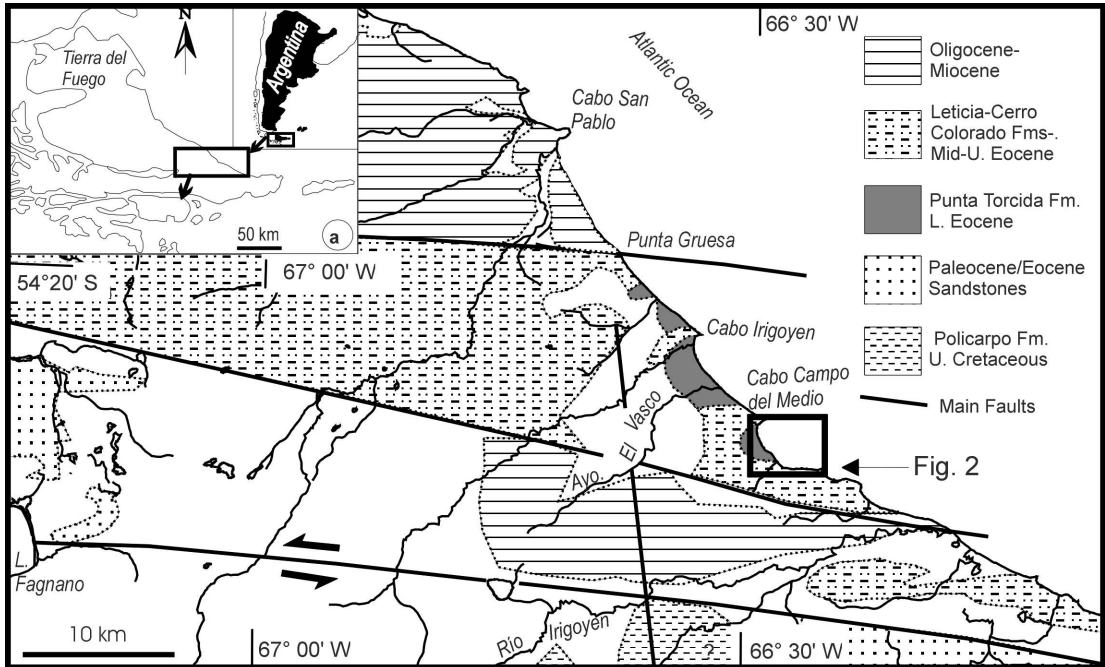 N
Tierra del
Fuego
Argentina
50 km
a
66° 30' W
Atlantic Ocean
Cabo San
Pablo
Punta Gruesa
54°20' S
67° 00' W
Cabo Irigoyen
Cabo Campo
del Medio
Ayo. El Vasco
Fig. 2
L.
Fagnano
10 km
67° 00' W
Río Irigoyen
?
66° 30' W
Oligocene-
Miocene
Leticia-Cerro
Colorado Fms-.
Mid-U. Eocene
Punta Torcida Fm.
L. Eocene
Paleocene/Eocene
Sandstones
Policarpo Fm.
U. Cretaceous
Main Faults